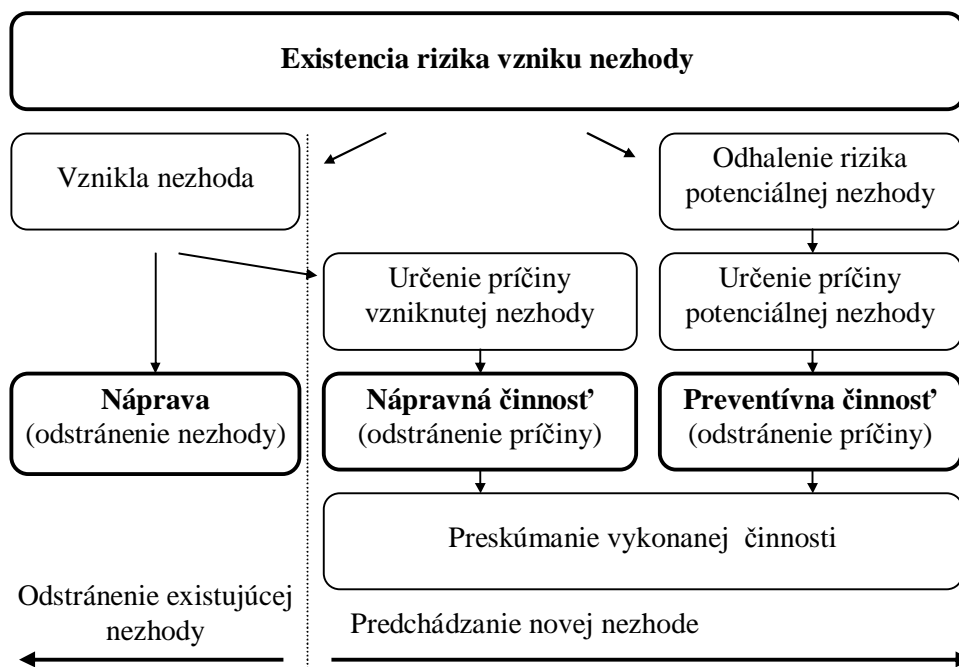 Existencia rizika vzniku nezhody
Vznikla nezhoda
Odhalenie rizika
potenciálnej nezhody
Určenie príčiny
vzniknutej nezhody
Určenie príčiny
potenciálnej nezhody
Náprava
(odstránenie nezhody)
Nápravná činnosť
(odstránenie príčiny)
Preventívna činnosť
(odstránenie príčiny)
Preskúmanie vykonanej činnosti
Odstránenie existujúcej
nezhody
Predchádzanie novej nezhode